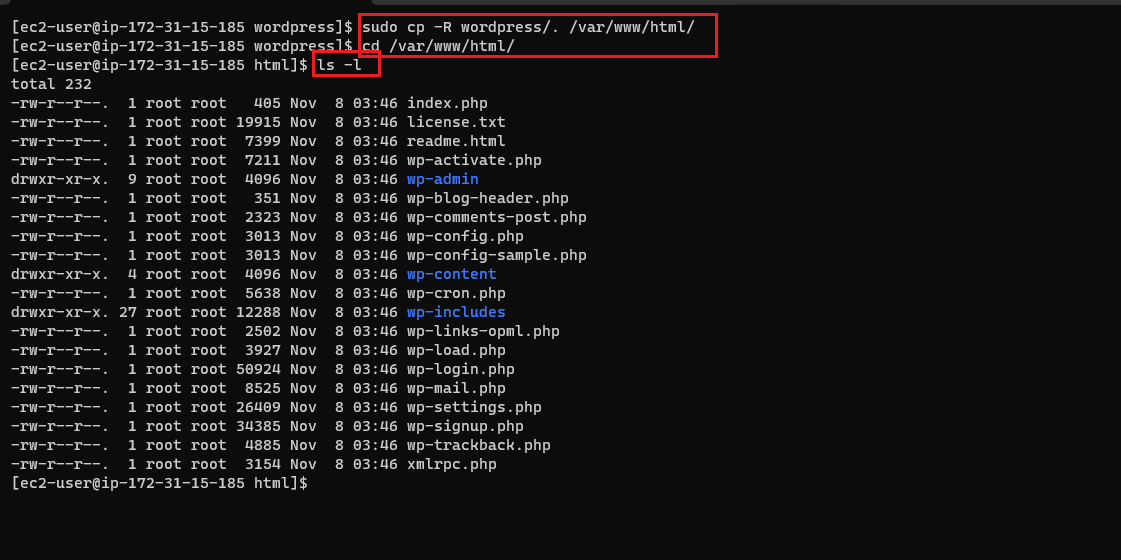 [ec2-user@ip-172-31-15-185 wordpress]$ sudo cp -R wordpress/. /var/www/html/
[ec2-user@ip-172-31-15-185 wordpress]$ cd /var/www/html/
[ec2-user@ip-172-31-15-185 html]$ ls -l
total 232
-rw-r--r--.  1 root root   405 Nov  8 03:46 index.php
-rw-r--r--.  1 root root 19915 Nov  8 03:46 license.txt
-rw-r--r--.  1 root root  7399 Nov  8 03:46 readme.html
-rw-r--r--.  1 root root  7211 Nov  8 03:46 wp-activate.php
drwxr-xr-x.  9 root root  4096 Nov  8 03:46 wp-admin
-rw-r--r--.  1 root root   351 Nov  8 03:46 wp-blog-header.php
-rw-r--r--.  1 root root  2323 Nov  8 03:46 wp-comments-post.php
-rw-r--r--.  1 root root  3013 Nov  8 03:46 wp-config.php
-rw-r--r--.  1 root root  3013 Nov  8 03:46 wp-config-sample.php
drwxr-xr-x.  4 root root  4096 Nov  8 03:46 wp-content
-rw-r--r--.  1 root root  5638 Nov  8 03:46 wp-cron.php
drwxr-xr-x. 27 root root 12288 Nov  8 03:46 wp-includes
-rw-r--r--.  1 root root  2502 Nov  8 03:46 wp-links-opml.php
-rw-r--r--.  1 root root  3927 Nov  8 03:46 wp-load.php
-rw-r--r--.  1 root root 50924 Nov  8 03:46 wp-login.php
-rw-r--r--.  1 root root  8525 Nov  8 03:46 wp-mail.php
-rw-r--r--.  1 root root 26409 Nov  8 03:46 wp-settings.php
-rw-r--r--.  1 root root 34385 Nov  8 03:46 wp-signup.php
-rw-r--r--.  1 root root  4885 Nov  8 03:46 wp-trackback.php
-rw-r--r--.  1 root root  3154 Nov  8 03:46 xmlrpc.php
[ec2-user@ip-172-31-15-185 html]$